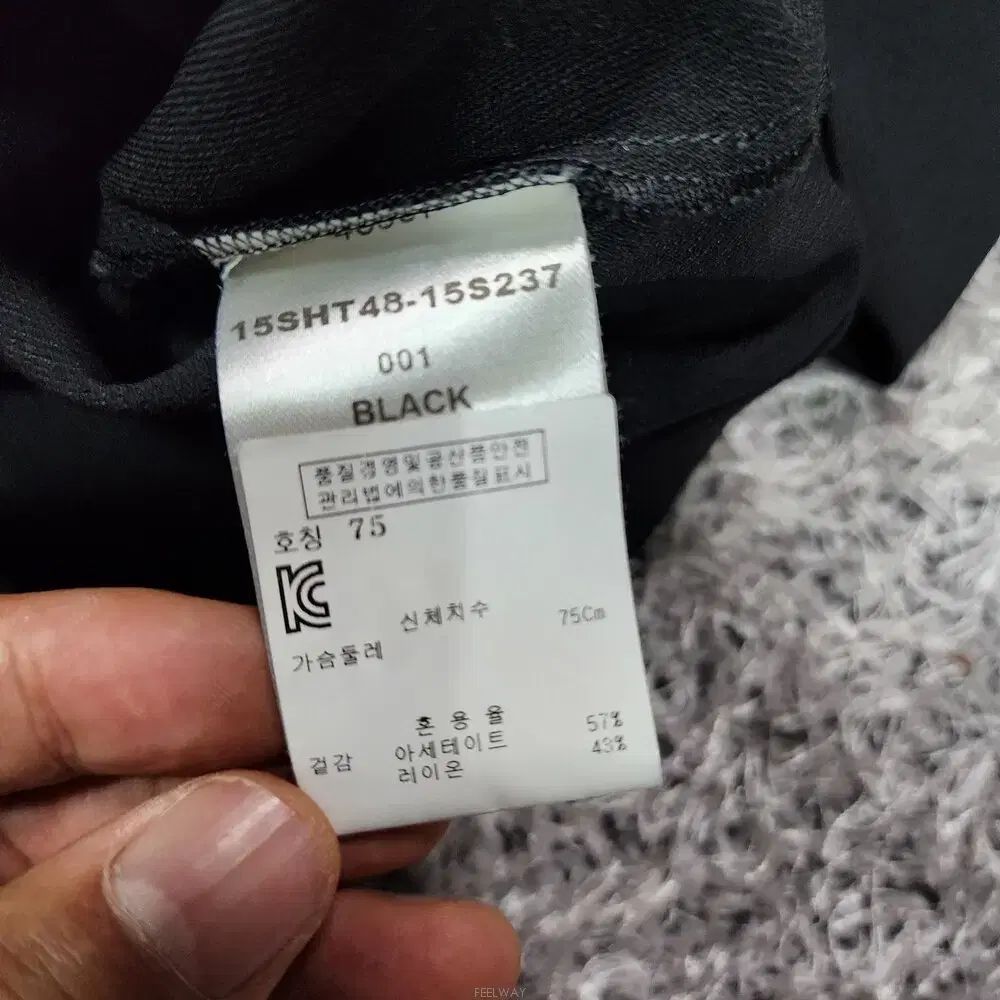 15SHT48-15S237
001
BLACK
품질경영및공산품안전
관리법에의한품질표시
호칭 75
KC
신체치수 75Cm
가슴둘레
혼 용 율 57%
겉감 아세테이트 43%
레이온
FEELWAY